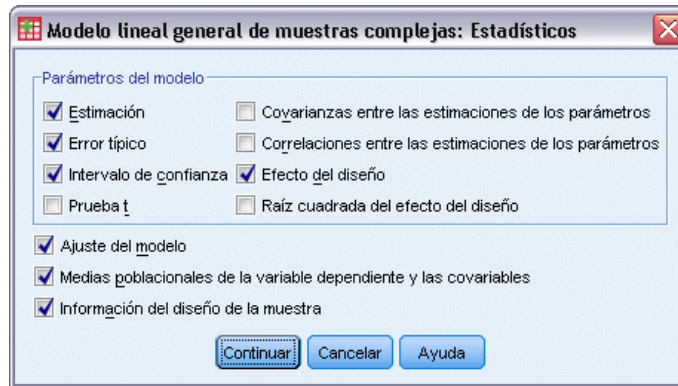 Modelo lineal general de muestras complejas: Estadísticos
Parámetros del modelo
Estimación
Covarianzas entre las estimaciones de los parámetros
Error típico
Correlaciones entre las estimaciones de los parámetros
Intervalo de confianza
Efecto del diseño
Prueba t
Raíz cuadrada del efecto del diseño
Ajuste del modelo
Medias poblacionales de la variable dependiente y las covariables
Información del diseño de la muestra
Continuar
Cancelar
Ayuda